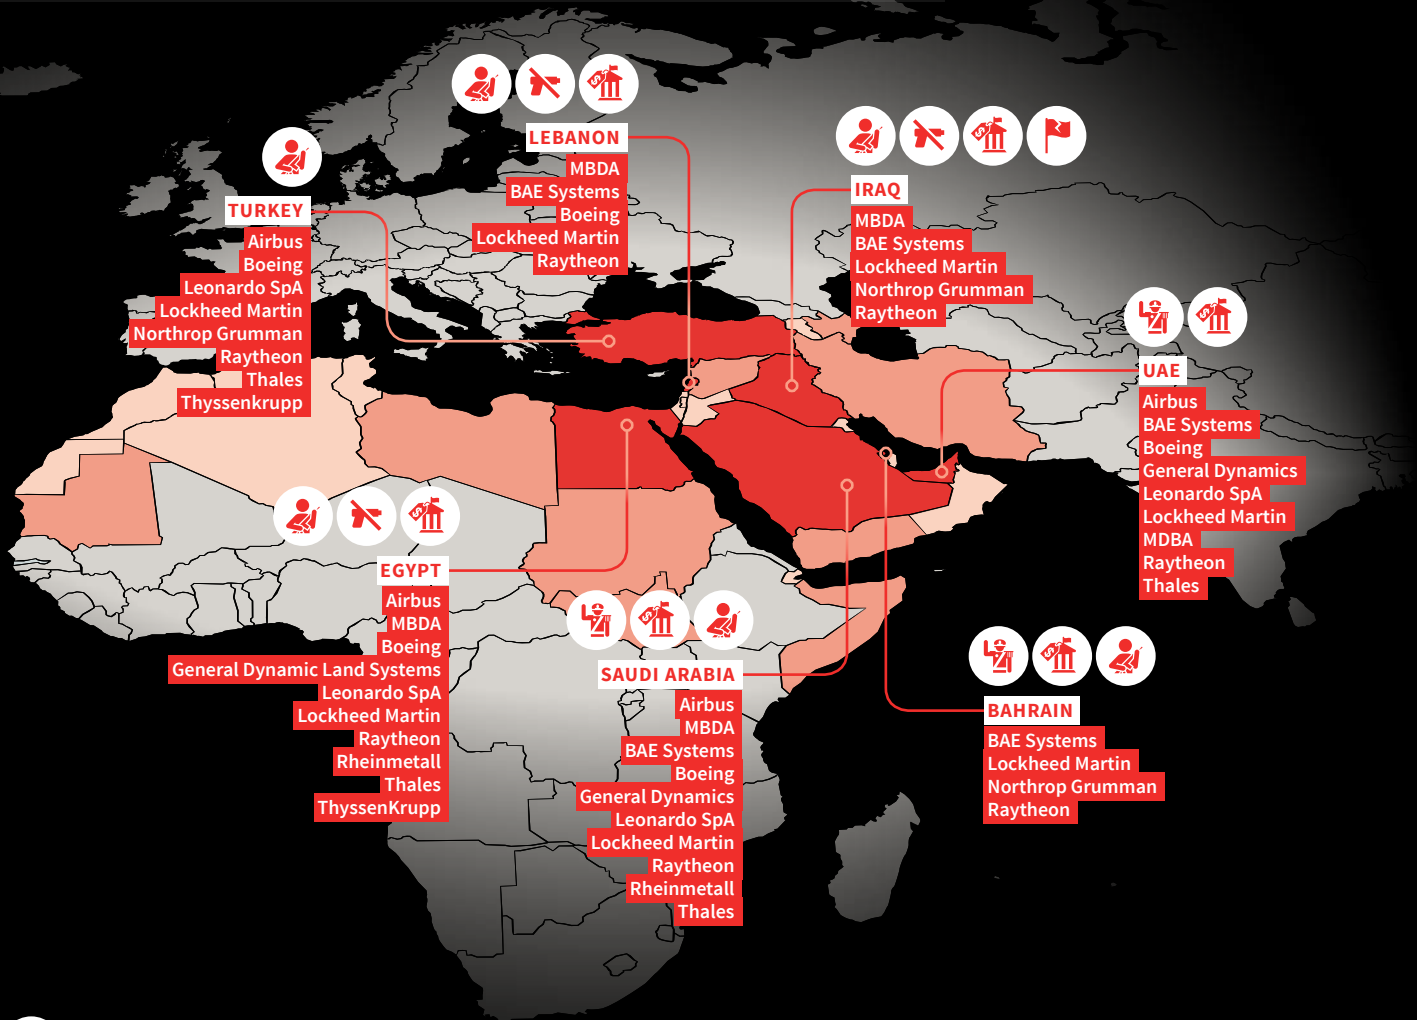 LEBANON
MBDA
BAE Systems
Boeing
Lockheed Martin
Raytheon
IRAQ
MBDA
BAE Systems
Lockheed Martin
Northrop Grumman
Raytheon
TURKEY
Airbus
Boeing
Leonardo SpA
Lockheed Martin
Northrop Grumman
Raytheon
Thales
Thyssenkrupp
UAE
Airbus
BAE Systems
Boeing
General Dynamics
Leonardo SpA
Lockheed Martin
MDBA
Raytheon
Thales
EGYPT
Airbus
MBDA
Boeing
General Dynamic Land Systems
Leonardo SpA
Lockheed Martin
Raytheon
Rheinmetall
Thales
ThyssenKrupp
SAUDI ARABIA
Airbus
MBDA
BAE Systems
Boeing
General Dynamics
Leonardo SpA
Lockheed Martin
Raytheon
Rheinmetall
Thales
BAHRAIN
BAE Systems
Lockheed Martin
Northrop Grumman
Raytheon